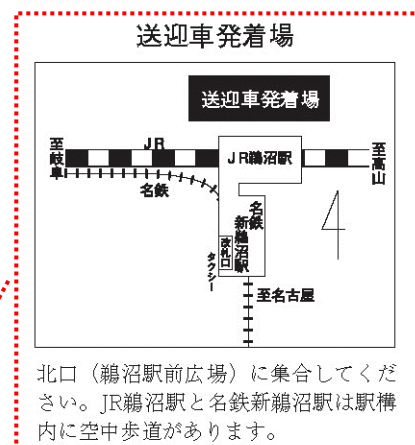 送迎車発着場
送迎車発着場
至岐阜
JR
JR鵜沼駅
至高山
名鉄
名鉄
新鵜沼駅
改札口
タクシー
至名古屋
北口（鵜沼駅前広場）に集合してくだ
さい。JR鵜沼駅と名鉄新鵜沼駅は駅構
内に空中歩道があります。